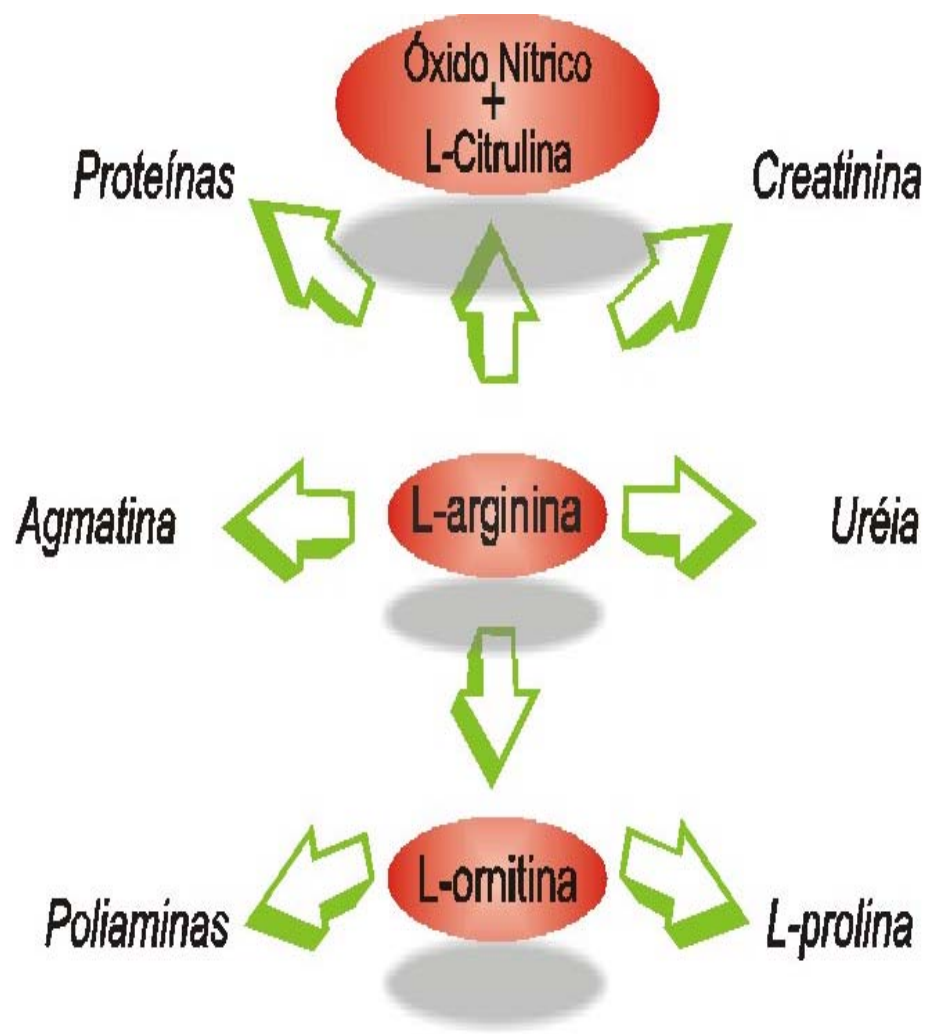 Óxido Nítrico
+
L-Citrulina
Proteínas
Creatinina
Agmatina
L-arginina
Uréia
L-ornitina
Poliaminas
L-prolina